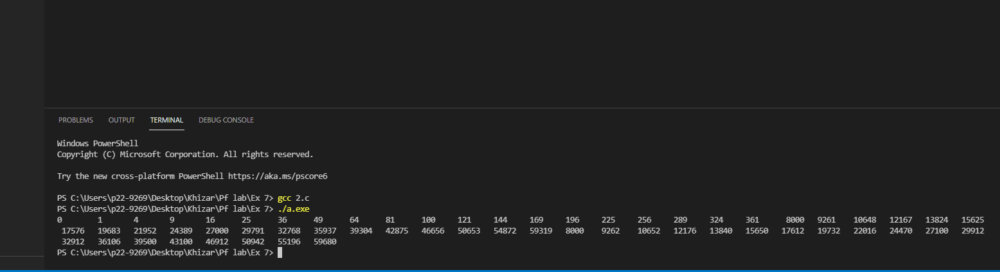 PROBLEMS OUTPUT TERMINAL DEBUG CONSOLE
Windows PowerShell
Copyright (C) Microsoft Corporation. All rights reserved.
Try the new cross-platform PowerShell https://aka.ms/pscore6
PS C:\Users\p22-9269\Desktop\Khizar\Pf lab\Ex 7> gcc 2.c
PS C:\Users\p22-9269\Desktop\Khizar\Pf lab\Ex 7> ./a.exe
0 1 4 9 16 25 36 49 64 81 100 121 144 169 196 225 256 289 324 361 8000 9261 10648 12167 13824 15625
17576 19683 21952 24389 27000 29791 32768 35937 39304 42875 46656 50653 54872 59319 8000 9262 10652 12176 13840 15650 17612 19732 22016 24470 27100 29912
32912 36106 39500 43100 46912 50942 55196 59680
PS C:\Users\p22-9269\Desktop\Khizar\Pf lab\Ex 7>